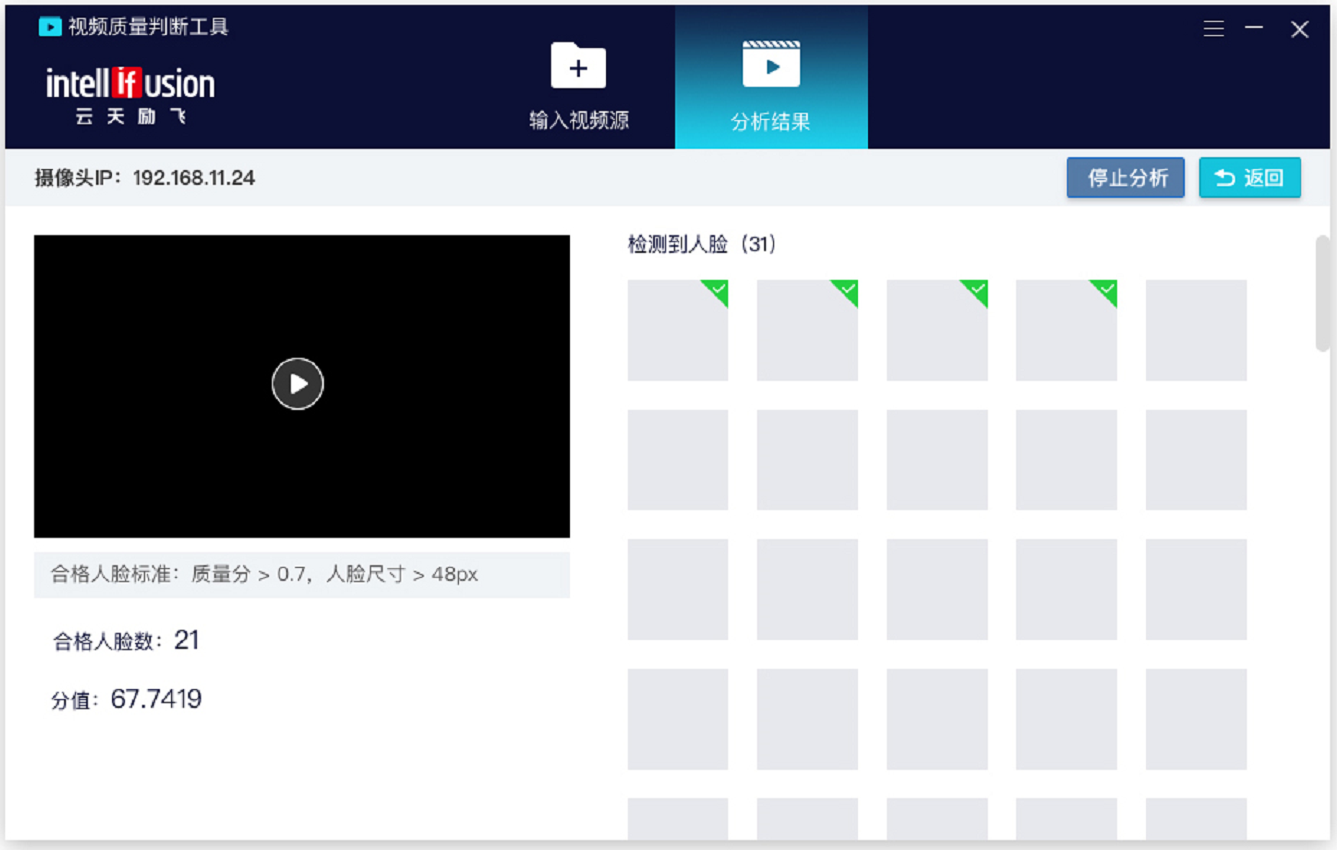 视频质量判断工具
intellifusion
云天励飞
输入视频源
分析结果
摄像头IP：192.168.11.24
停止分析
返回
检测到人脸（31）
合格人脸标准：质量分 > 0.7，人脸尺寸 > 48px
合格人脸数：21
分值：67.7419